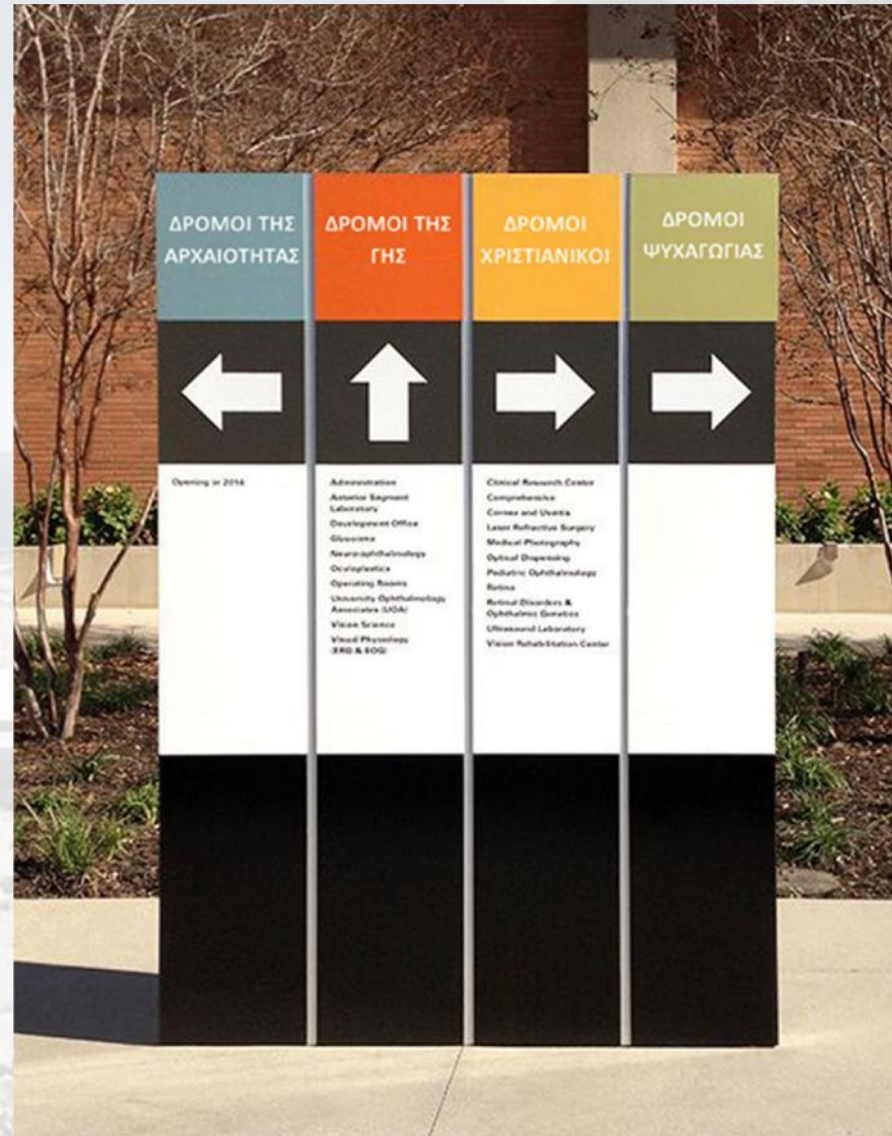 ΔΡΟΜΟΙ ΤΗΣ
ΑΡΧΑΙΟΤΗΤΑΣ
ΔΡΟΜΟΙ ΤΗΣ
ΓΗΣ
ΔΡΟΜΟΙ
ΧΡΙΣΤΙΑΝΙΚΟΙ
ΔΡΟΜΟΙ
ΨΥΧΑΓΩΓΙΑΣ
Opening in 2014
Administration
Anterior Segment
Laboratory
Development Office
Glaucoma
Neuro-ophthalmology
Oculoplastics
Operating Rooms
University Ophthalmology
Associates (UOA)
Vision Science
Visual Physiology
(ERG & EOG)
Clinical Research Center
Comprehensive
Cornea and Uveitis
Laser Refractive Surgery
Medical Photography
Optical Dispensing
Pediatric Ophthalmology
Retina
Retinal Disorders &
Ophthalmic Genetics
Ultrasound Laboratory
Vision Rehabilitation Center